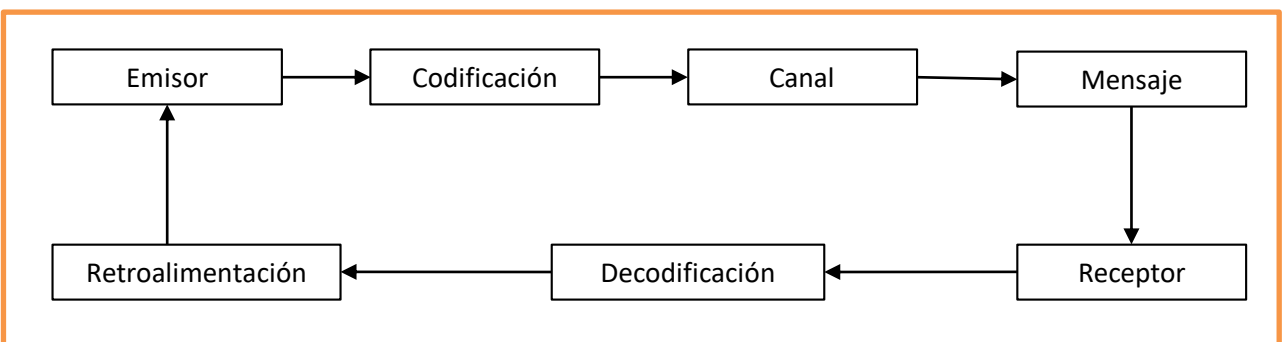 Emisor
Codificación
Canal
Mensaje
Retroalimentación
Decodificación
Receptor